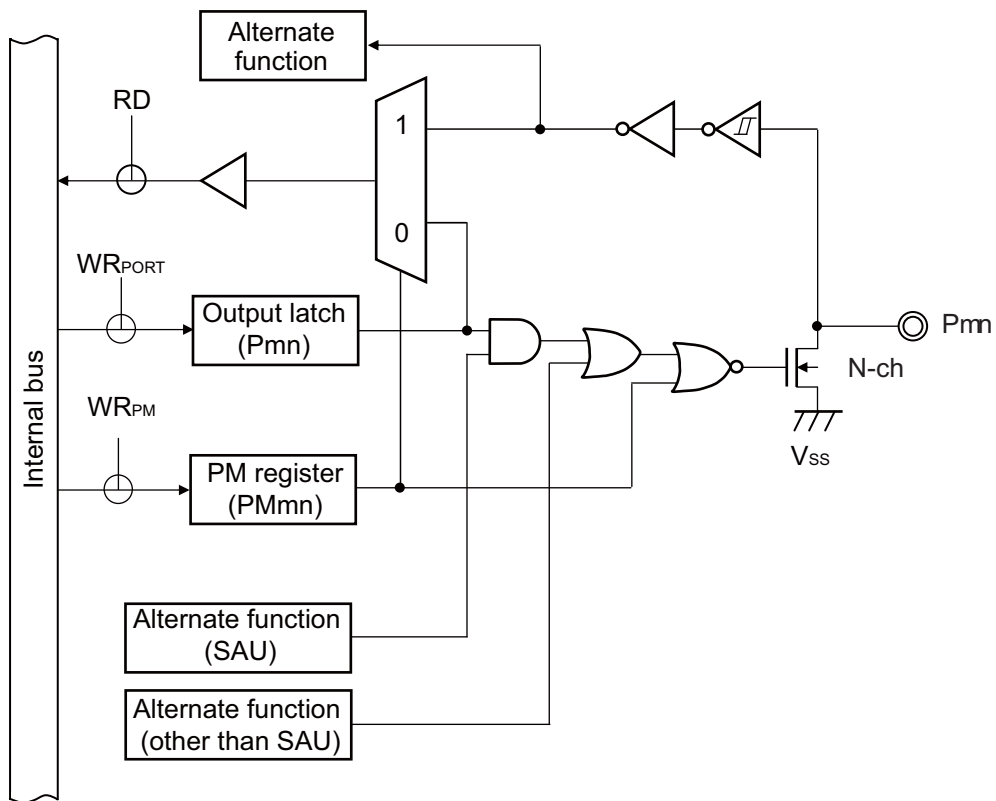 Alternate
function
RD
1
0
WRPORT
Output latch
(Pmn)
Pmn
N-ch
VSS
WRPM
PM register
(PMmn)
Internal bus
Alternate function
(SAU)
Alternate function
(other than SAU)